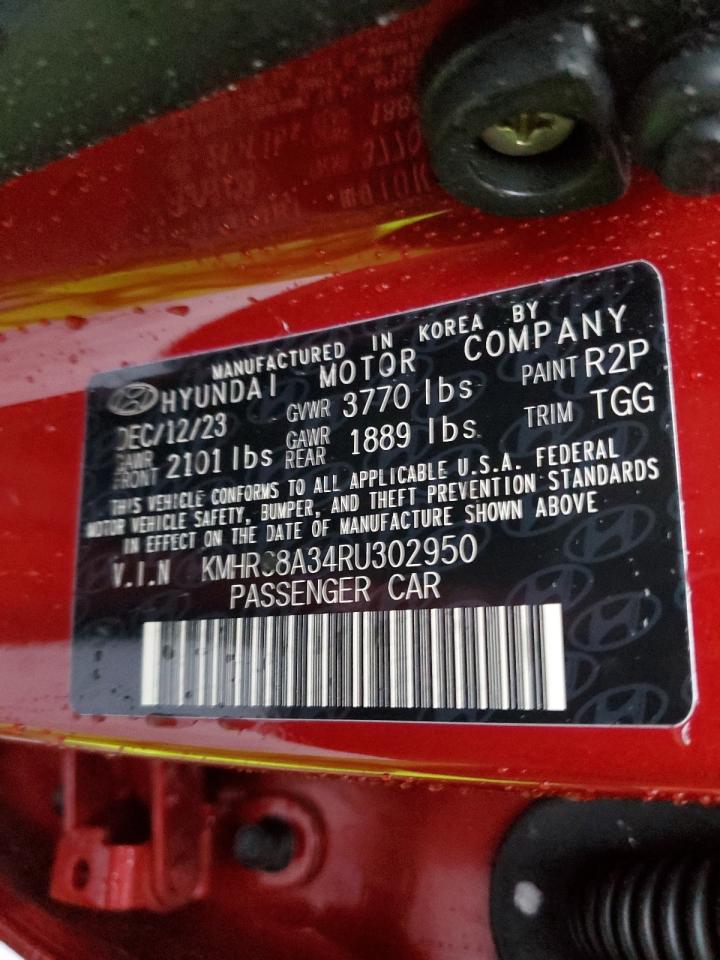 MANUFACTURED IN KOREA BY
HYUNDAI MOTOR COMPANY
DEC/12/23 GVWR 3770 lbs PAINT R2P
GAWR FRONT 2101 lbs GAWR REAR 1889 lbs. TRIM TGG
THIS VEHICLE CONFORMS TO ALL APPLICABLE U.S.A. FEDERAL
MOTOR VEHICLE SAFETY, BUMPER, AND THEFT PREVENTION STANDARDS
IN EFFECT ON THE DATE OF MANUFACTURE SHOWN ABOVE
V.I.N
PASSENGER CAR